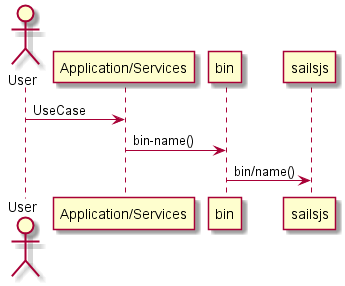 User
Application/Services
bin
sailsjs
UseCase
bin-name()
bin/name()
User
Application/Services
bin
sailsjs